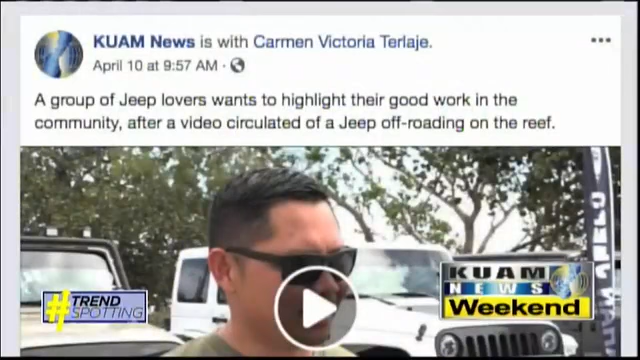 KUAM News is with Carmen Victoria Terlaje.
April 10 at 9:57 AM ·
A group of Jeep lovers wants to highlight their good work in the
community, after a video circulated of a Jeep off-roading on the reef.
#TREND
SPOTTING
KUAM
NEWS
Weekend